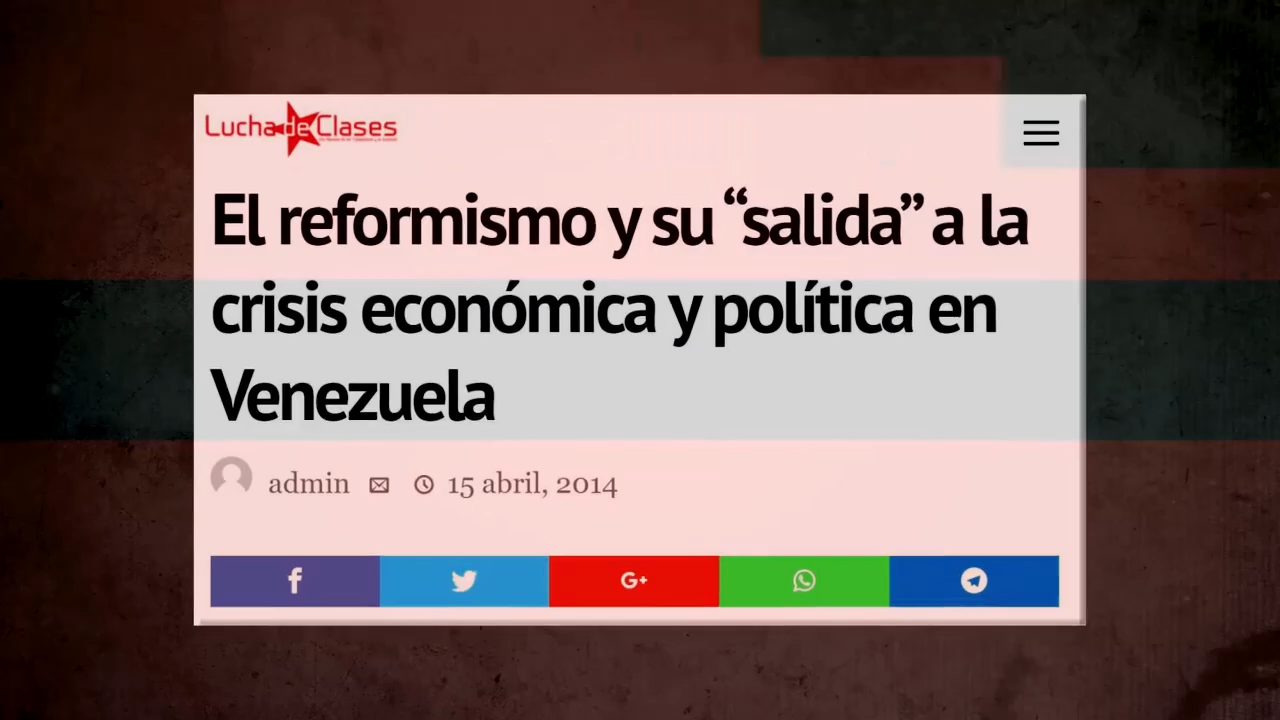 Lucha de Clases
El reformismo y su “salida” a la
crisis económica y política en
Venezuela
admin 15 abril, 2014
f G+